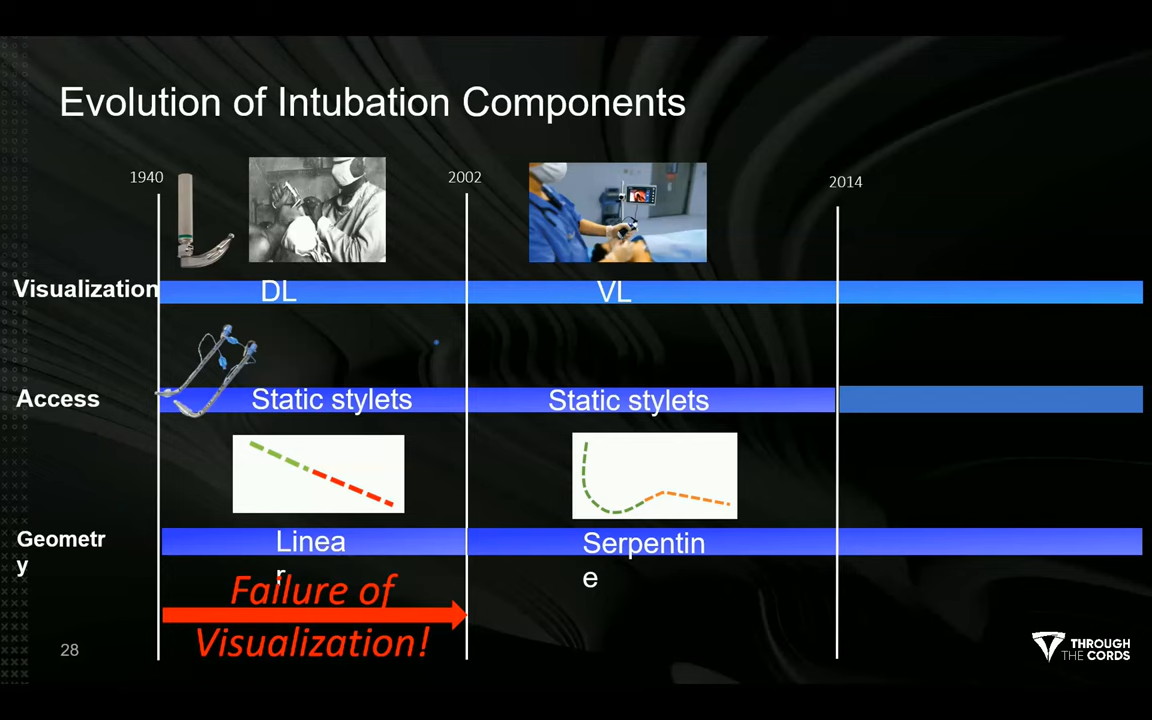 Evolution of Intubation Components
1940
2002
2014
Visualization
DL
VL
Access
Static stylets
Static stylets
Geometr
y
Linea
r
Serpentin
e
Failure of
Visualization!
28
THROUGH
THE CORDS